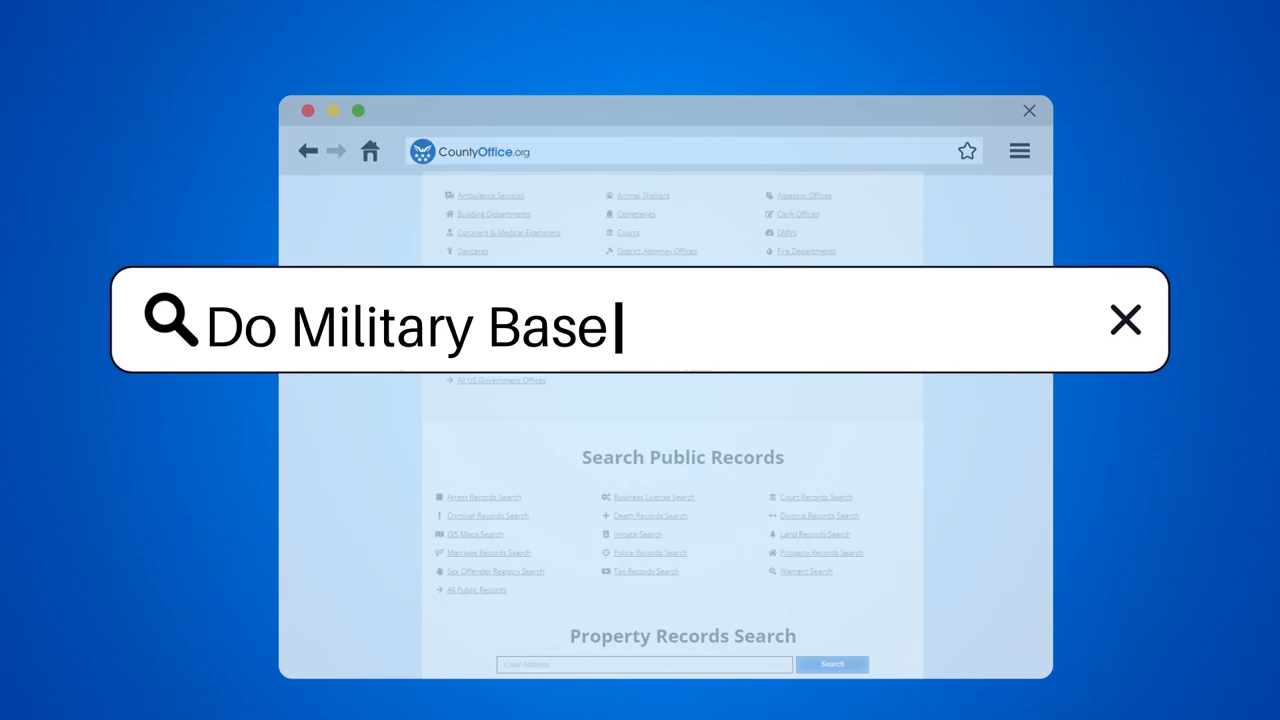 CountyOffice.org
Ambulance Services Animal Shelters Assessor Offices
Building Departments Cemeteries Clerk Offices
Coroners & Medical Examiners Courts DMVs
Daycares District Attorney Offices Fire Departments
Do Military Base
All US Government Offices
Search Public Records
Arrest Records Search Business License Search Court Records Search
Criminal Records Search Death Records Search Divorce Records Search
GIS Maps Search Inmate Search Land Records Search
Marriage Records Search Police Records Search Property Records Search
Sex Offender Registry Search Tax Records Search Warrant Search
All Public Records
Property Records Search
Enter Address Search